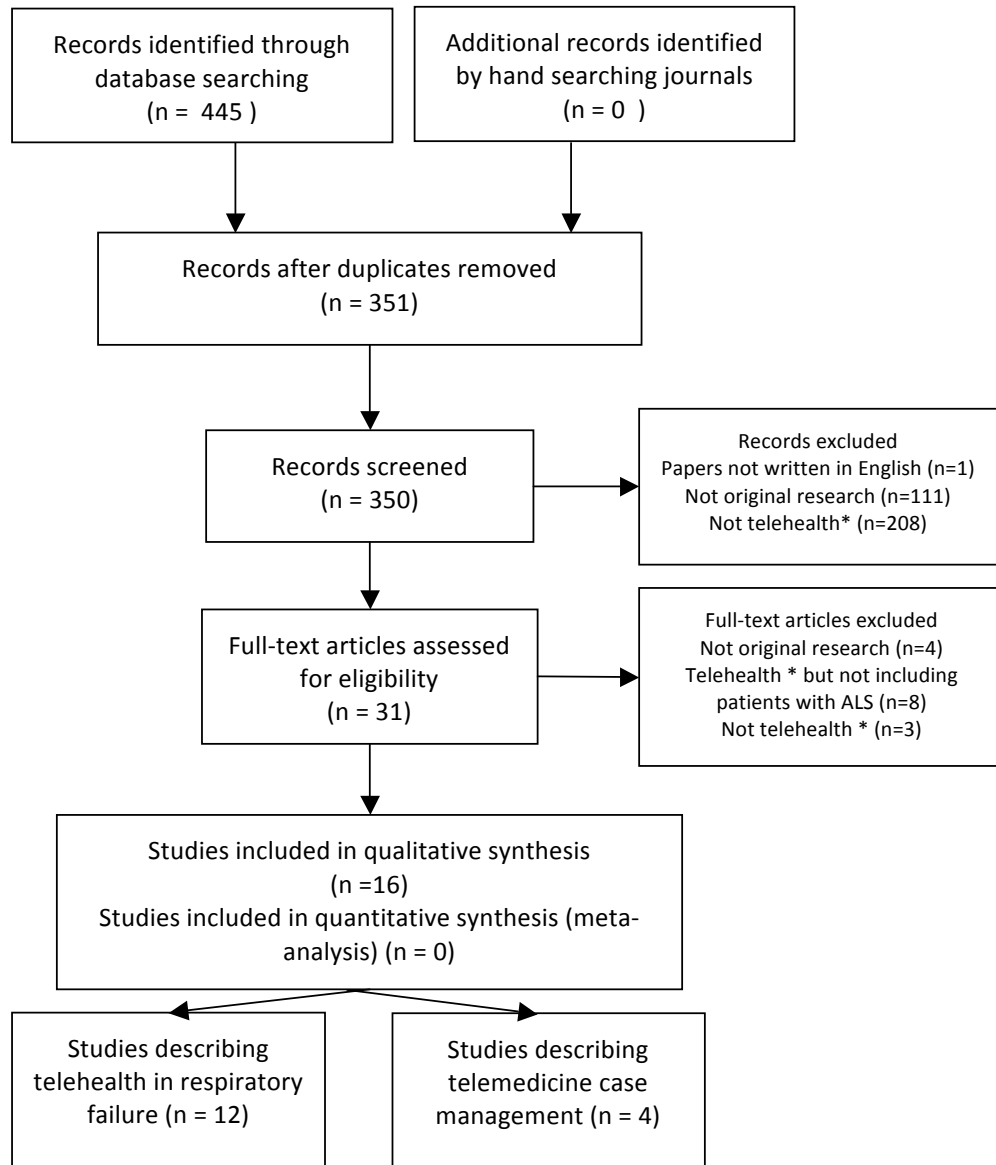 Records identified through
database searching
(n =  445 )
Additional records identified
by hand searching journals
(n = 0  )
Records after duplicates removed
(n = 351)
Records screened
(n = 350)
Records excluded
Papers not written in English (n=1)
Not original research (n=111)
Not telehealth* (n=208)
Full-text articles assessed
for eligibility
(n = 31)
Full-text articles excluded
Not original research (n=4)
Telehealth * but not including
patients with ALS (n=8)
Not telehealth * (n=3)
Studies included in qualitative synthesis
(n =16)
Studies included in quantitative synthesis (meta-
analysis) (n = 0)
Studies describing
telehealth in respiratory
failure (n = 12)
Studies describing
telemedicine case
management (n = 4)